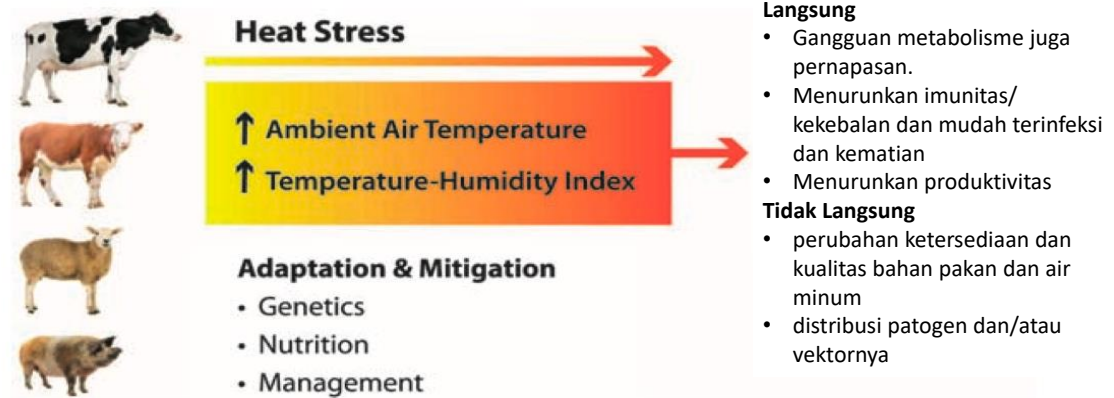 Heat Stress
↑ Ambient Air Temperature
↑ Temperature-Humidity Index
Adaptation & Mitigation
• Genetics
• Nutrition
• Management
Langsung
• Gangguan metabolisme juga
pernapasan.
• Menurunkan imunitas/
kekebalan dan mudah terinfeksi
dan kematian
• Menurunkan produktivitas
Tidak Langsung
• perubahan ketersediaan dan
kualitas bahan pakan dan air
minum
• distribusi patogen dan/atau
vektornya